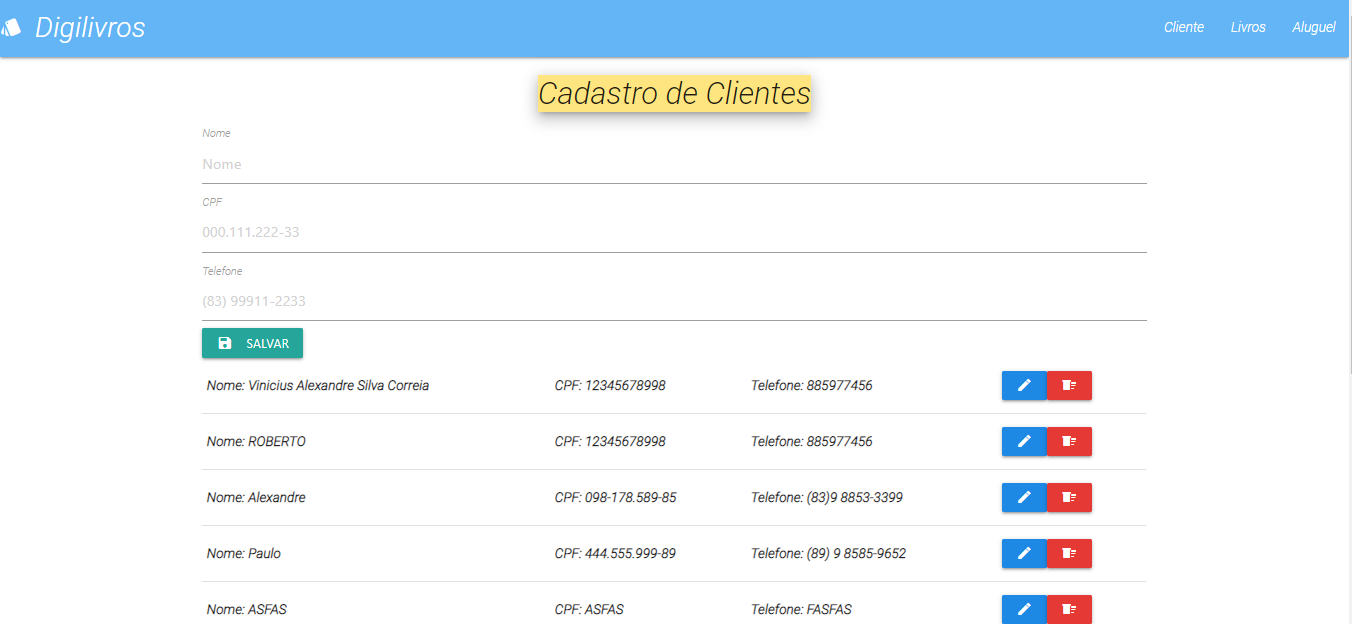 Digilivros
Cliente Livros Aluguel
Cadastro de Clientes
Nome
Nome
CPF
000.111.222-33
Telefone
(83) 99911-2233
SALVAR
Nome: Vinicius Alexandre Silva Correia CPF: 12345678998 Telefone: 885977456
Nome: ROBERTO CPF: 12345678998 Telefone: 885977456
Nome: Alexandre CPF: 098-178.589-85 Telefone: (83)9 8853-3399
Nome: Paulo CPF: 444.555.999-89 Telefone: (89) 9 8585-9652
Nome: ASFAS CPF: ASFAS Telefone: FASFAS